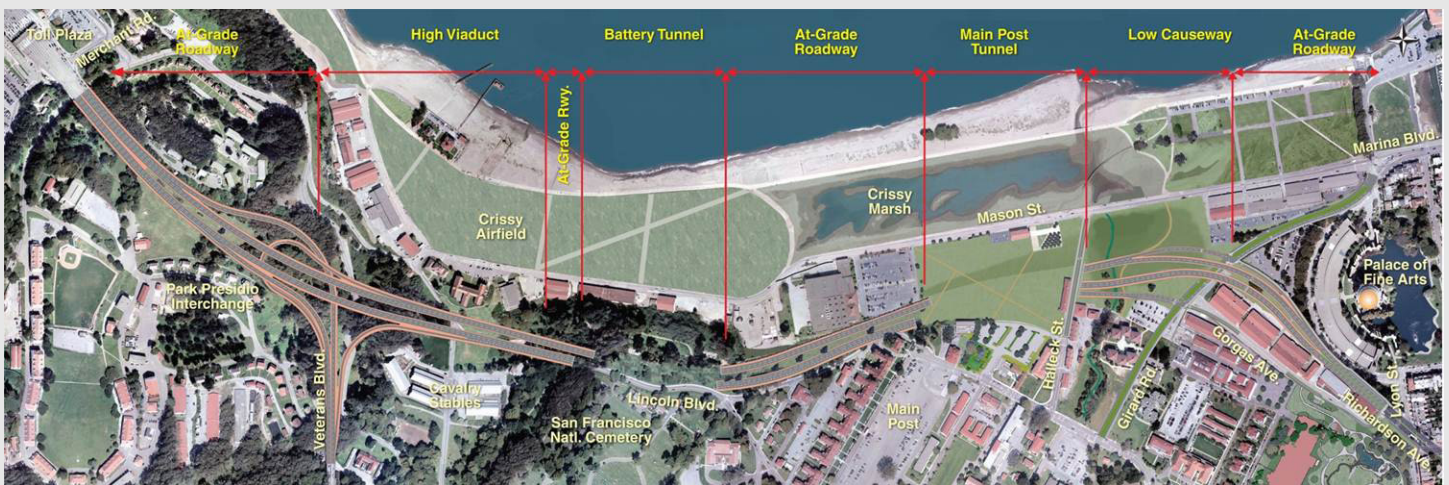 Toll Plaza
Merchant Rd.
At-Grade
Roadway
High Viaduct
At-Grade Rwy.
Battery Tunnel
At-Grade
Roadway
Main Post
Tunnel
Low Causeway
At-Grade
Roadway
Marina Blvd.
Crissy
Airfield
Crissy
Marsh
Mason St.
Park Presidio
Interchange
Palace of
Fine Arts
Veterans Blvd.
Cavalry
Stables
Lincoln Blvd.
San Francisco
Natl. Cemetery
Main
Post
Halleck St.
Girard Rd.
Gorgas Ave.
Richardson Ave.
Lyon St.